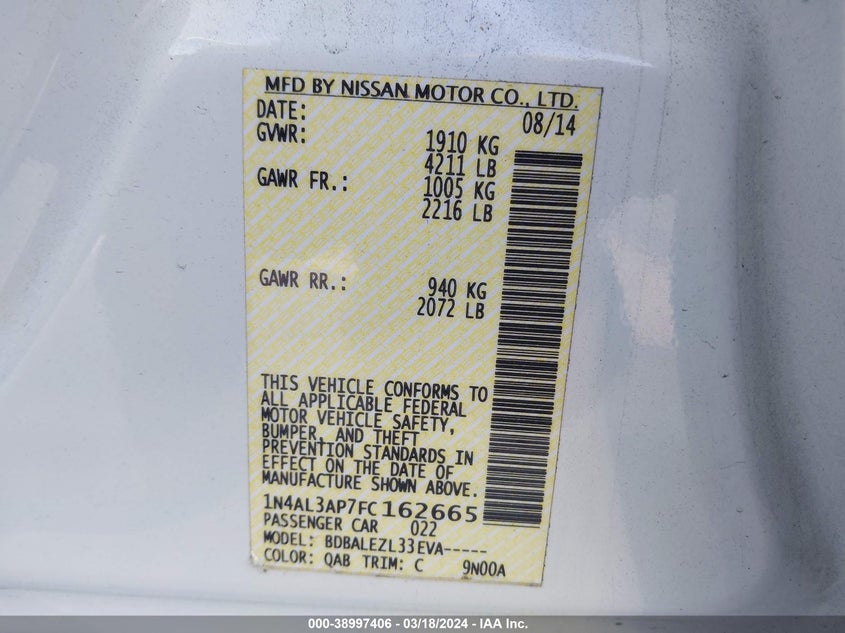 MFD BY NISSAN MOTOR CO., LTD.
DATE: 08/14
GVWR: 1910 KG
4211 LB
GAWR FR.: 1005 KG
2216 LB
GAWR RR.: 940 KG
2072 LB
THIS VEHICLE CONFORMS TO
ALL APPLICABLE FEDERAL
MOTOR VEHICLE SAFETY,
BUMPER, AND THEFT
PREVENTION STANDARDS IN
EFFECT ON THE DATE OF
MANUFACTURE SHOWN ABOVE.
1N4AL3AP7FC162665
PASSENGER CAR 022
MODEL: BDBALEZL33EVA-----
COLOR: QAB TRIM: C 9N00A
000-38997406 - 03/18/2024 - IAA Inc.